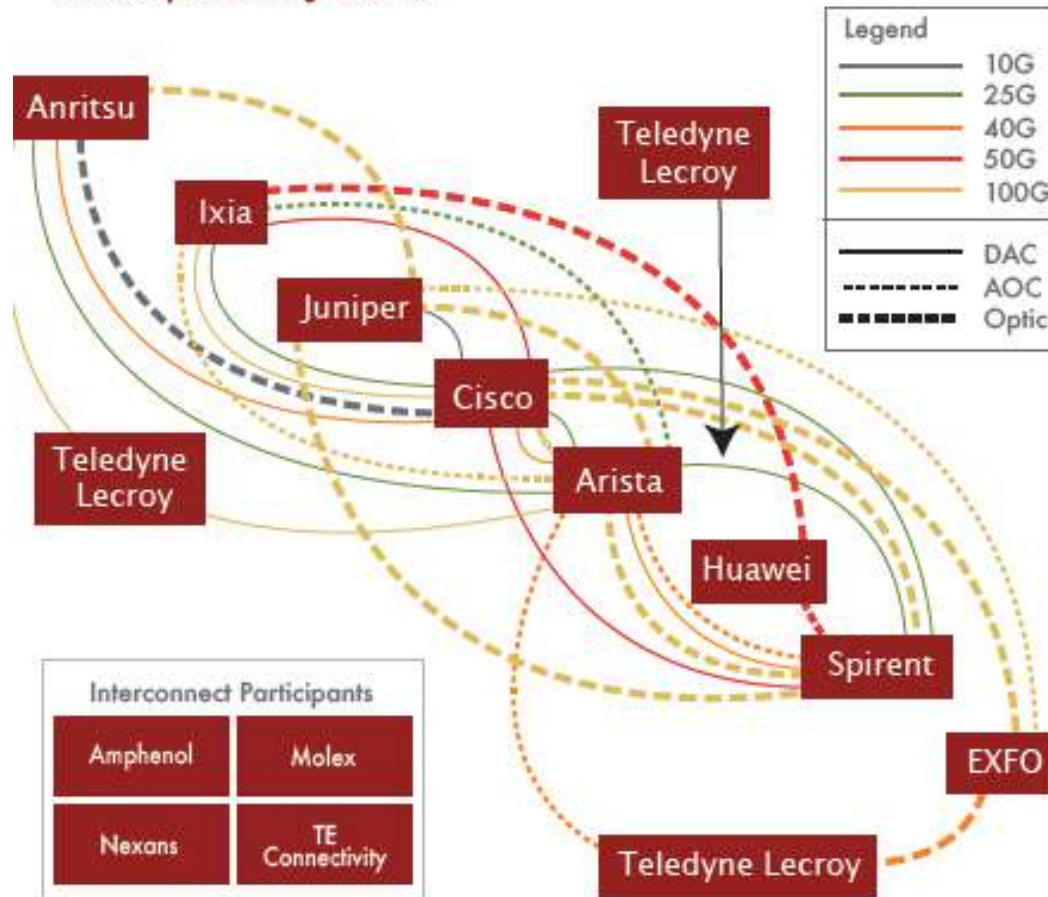 Legend
10G
25G
40G
50G
100G
DAC
AOC
Optic
Anritsu
Teledyne
Lecroy
Ixia
Juniper
Cisco
Teledyne
Lecroy
Arista
Huawei
Spirent
EXFO
Teledyne Lecroy
Interconnect Participants
Amphenol
Molex
Nexans
TE
Connectivity